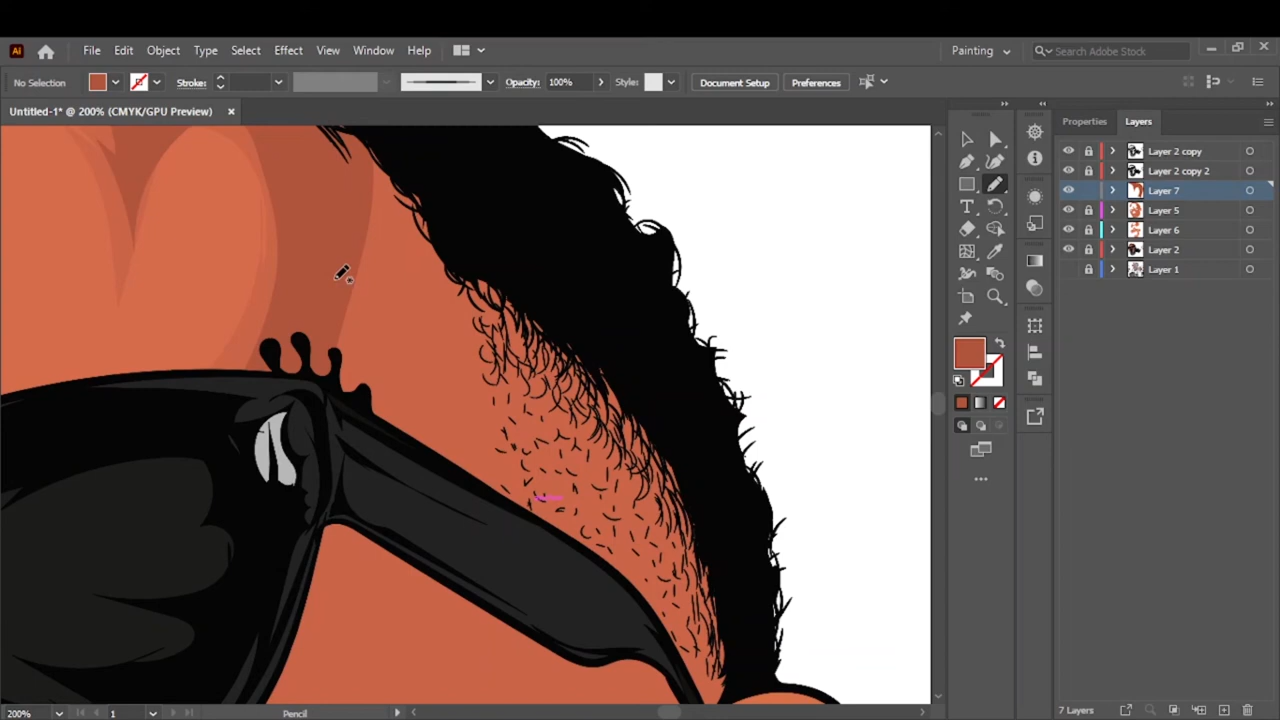 Ai File Edit Object Type Select Effect View Window Help Painting Search Adobe Stock
No Selection Stroke: Opacity: 100% Style: Document Setup Preferences
Untitled-1* @ 200% (CMYK/GPU Preview)
Properties Layers
Layer 2 copy
Layer 2 copy 2
Layer 7
Layer 5
Layer 6
Layer 2
Layer 1
200% 1 Pencil 7 Layers